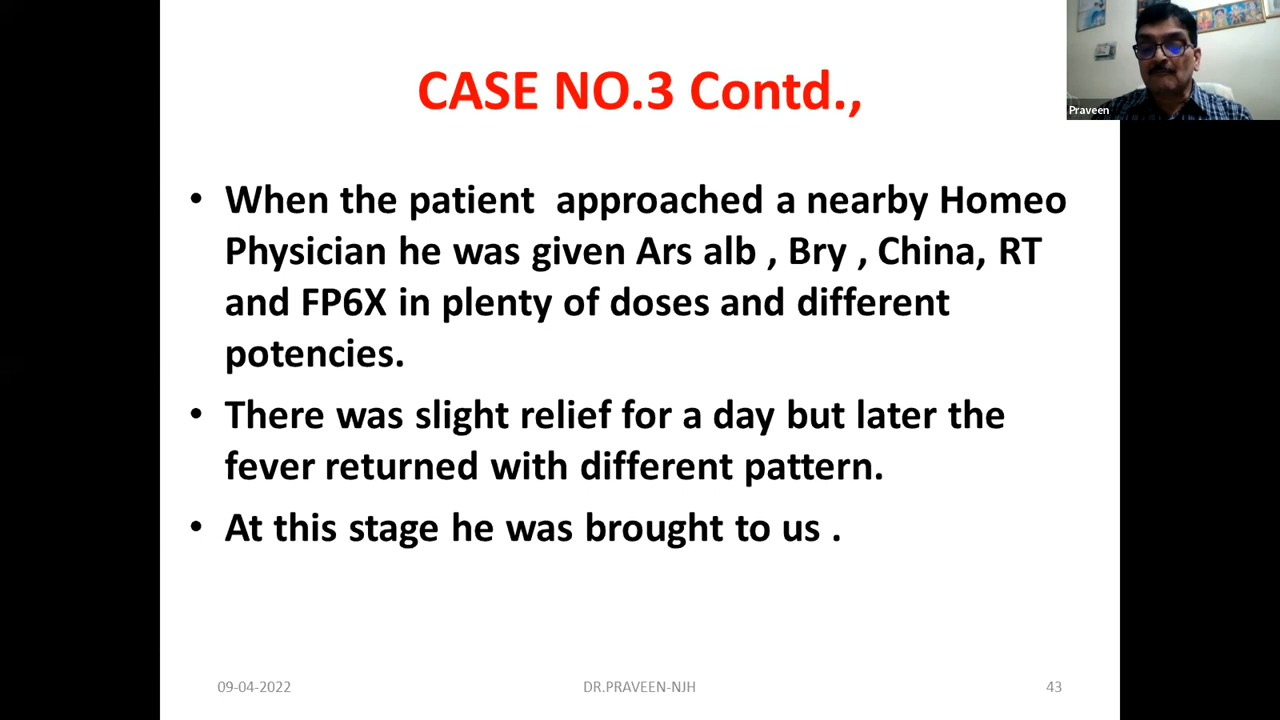 CASE NO.3 Contd.,
Praveen
• When the patient  approached a nearby Homeo
Physician he was given Ars alb , Bry , China, RT
and FP6X in plenty of doses and different
potencies.
• There was slight relief for a day but later the
fever returned with different pattern.
• At this stage he was brought to us .
09-04-2022
DR.PRAVEEN-NJH
43